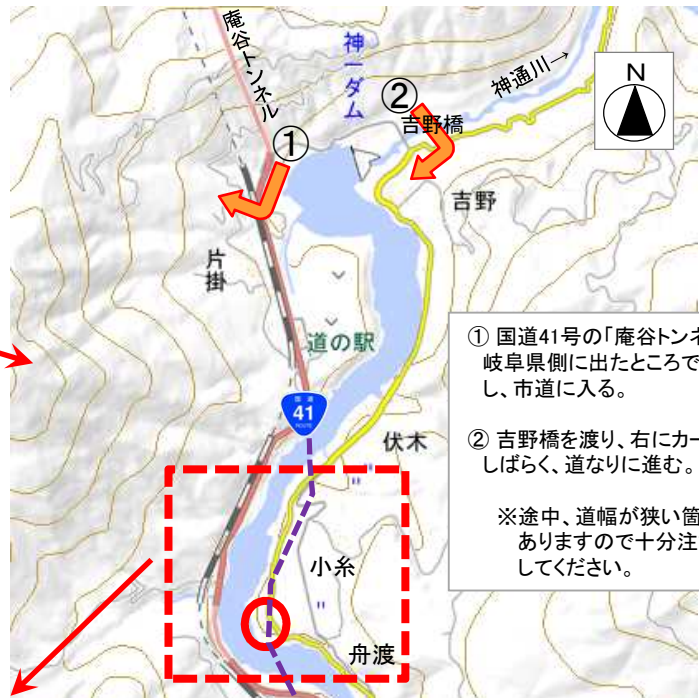 庵谷トンネル
神一ダム
神通川→
N
①
②
吉野橋
吉野
片掛
道の駅
国道
41
ROUTE
伏木
小糸
舟渡
① 国道41号の「庵谷トンネ
岐阜県側に出たところで
し、市道に入る。
② 吉野橋を渡り、右にカー
しばらく、道なりに進む。
※途中、道幅が狭い箇
ありますので十分注
してください。